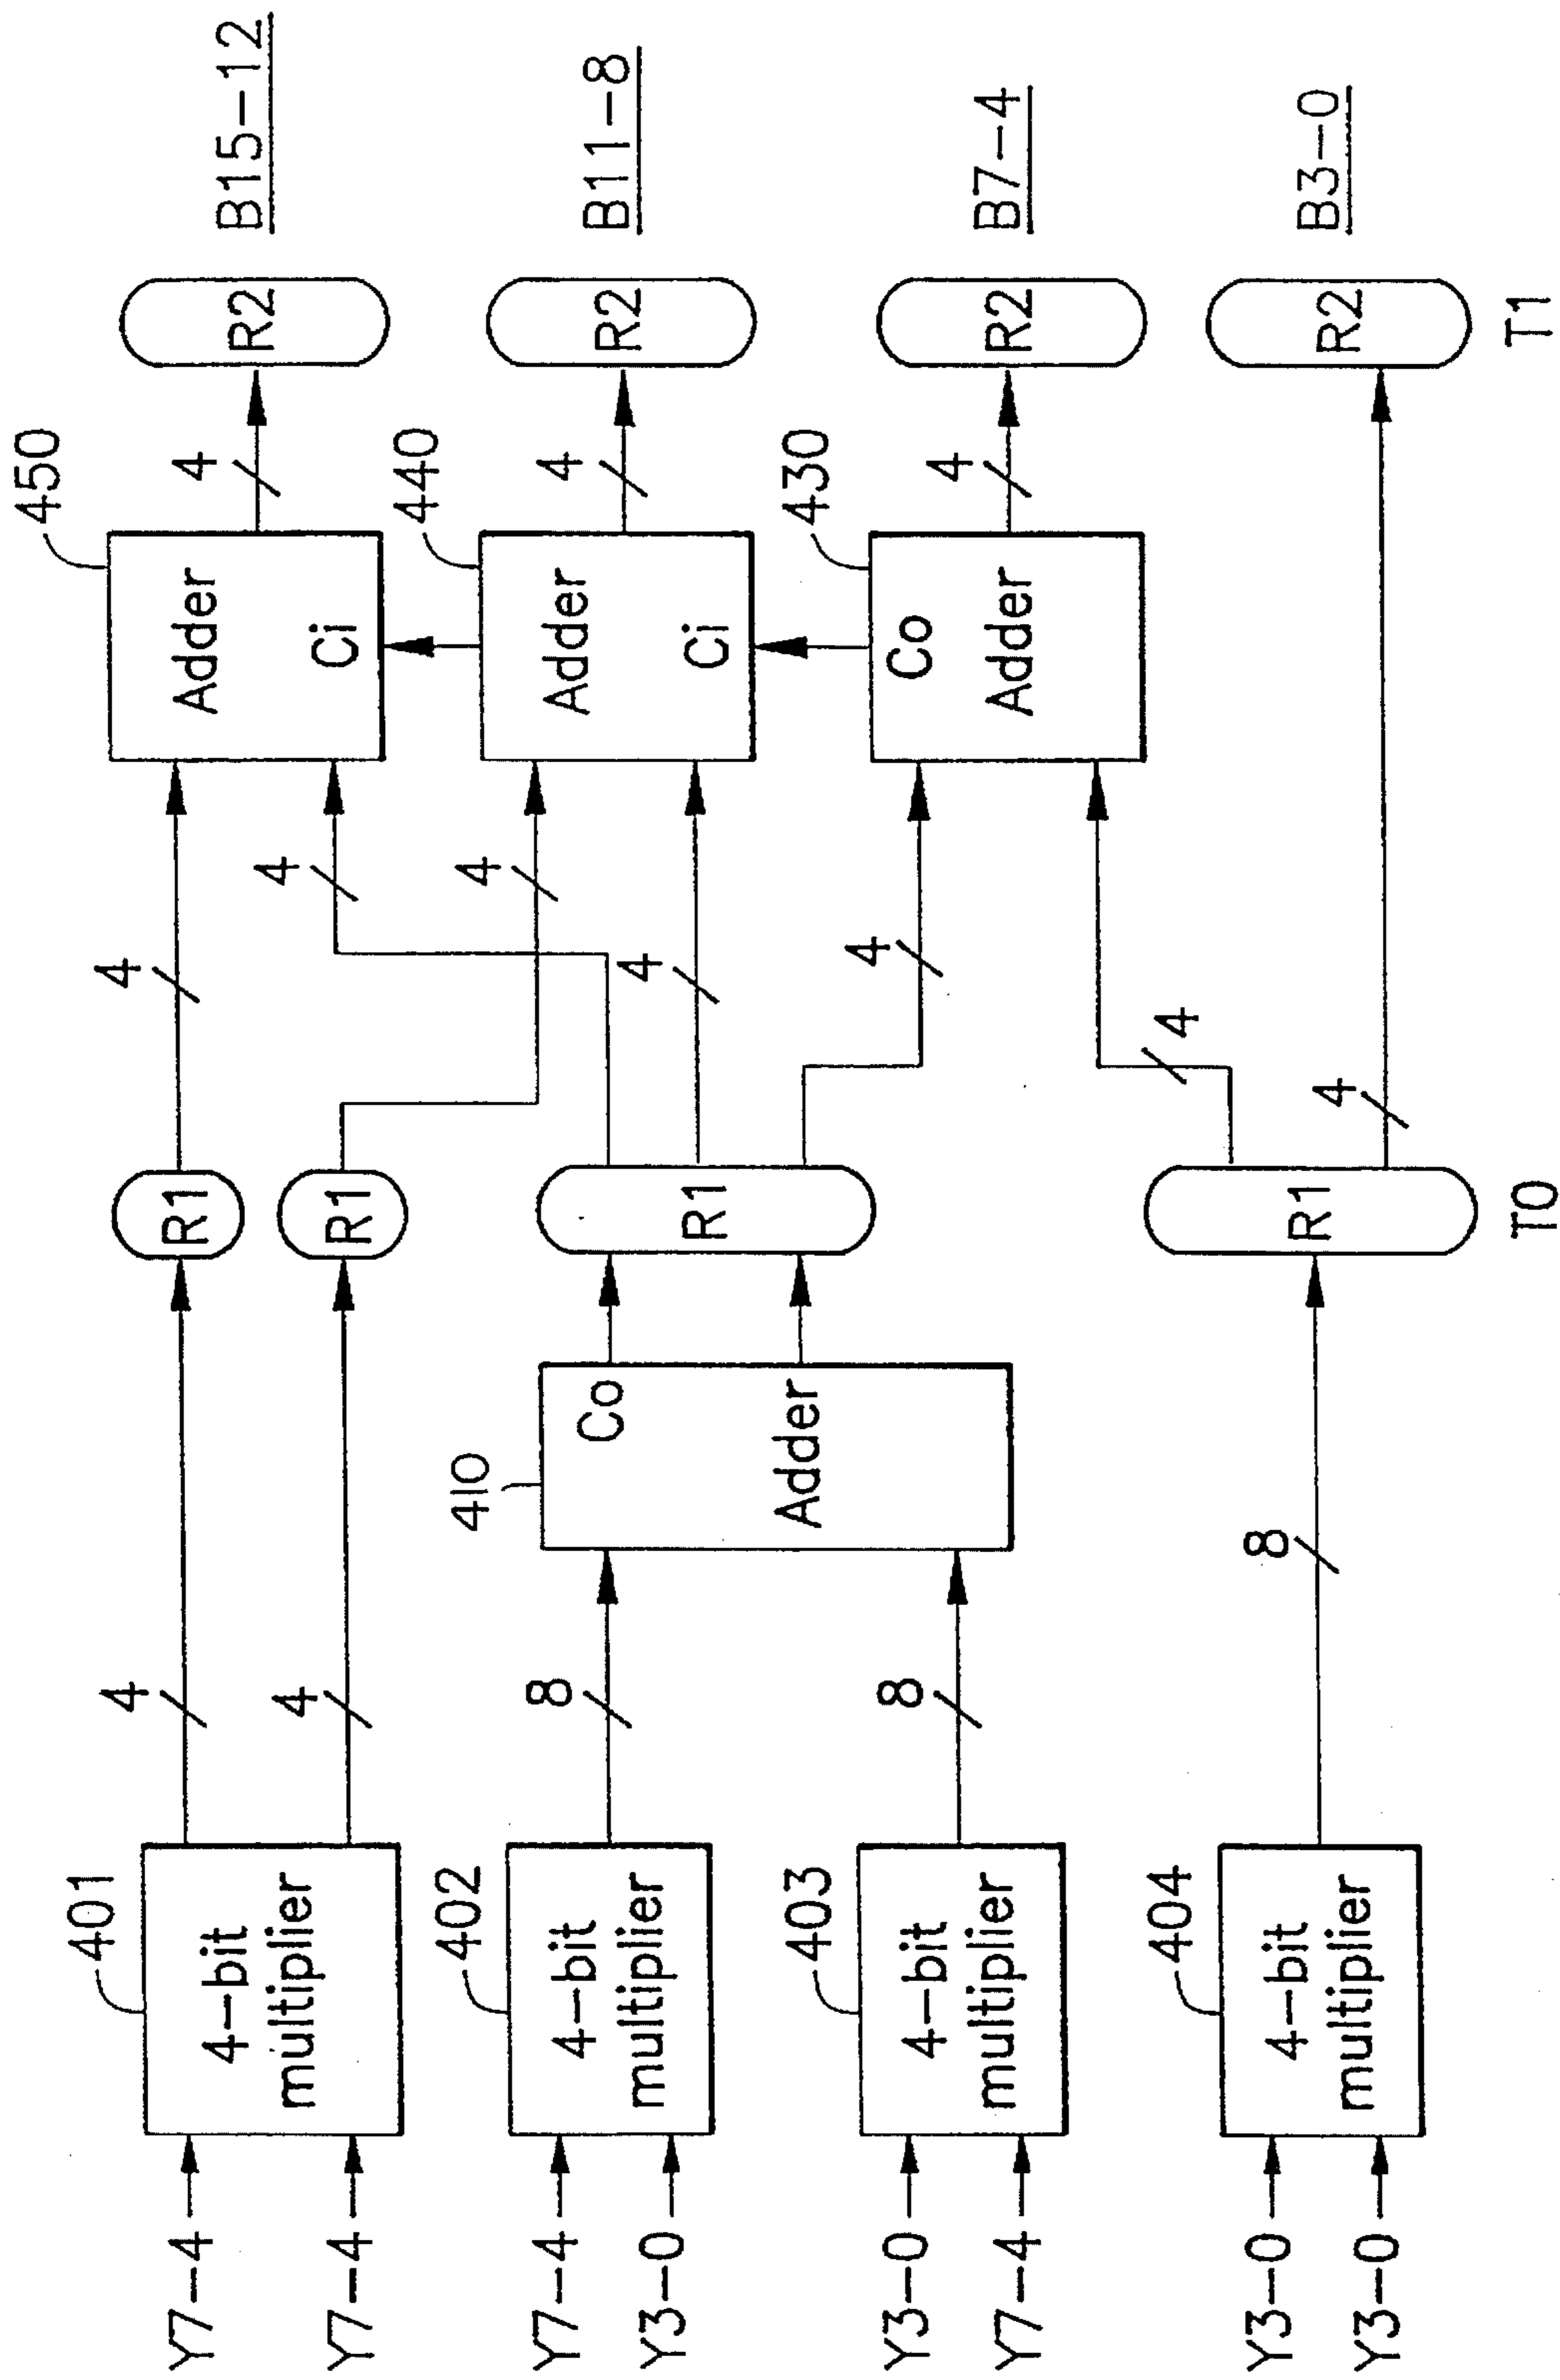 Y7–4
Y7–4
401
4–bit
multiplier
4
4
R1
R1
4
4
4
450
Adder
Ci
4
R2
B15–12
Y7–4
Y3–0
402
4–bit
multiplier
8
410
Co
Adder
R1
4
440
Adder
Ci
4
R2
B11–8
Y3–0
Y7–4
403
4–bit
multiplier
8
4
430
Co
Adder
4
R2
B7–4
Y3–0
Y3–0
404
4–bit
multiplier
8
R1
4
4
R2
B3–0
T0
T1